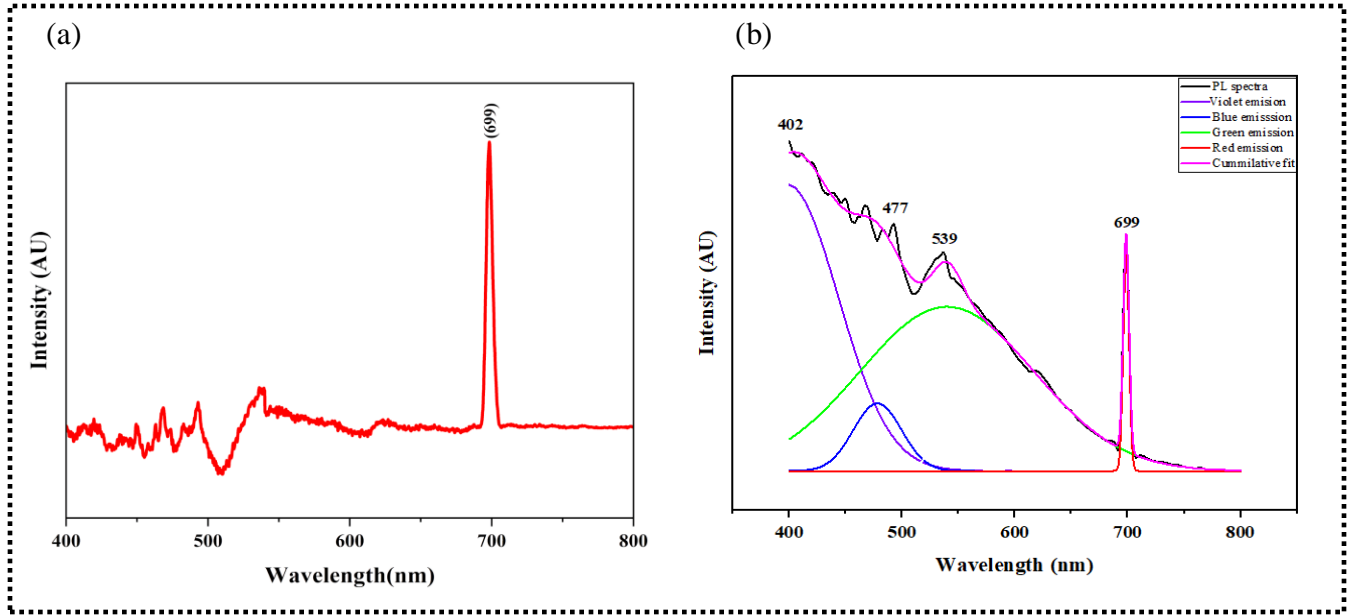 (a)
(699)
Intensity (AU)
400 500 600 700 800
Wavelength(nm)
(b)
PL spectra
Violet emision
Blue emisssion
Green emission
Red emission
Cummilative fit
402
477
539
699
Intensity (AU)
400 500 600 700 800
Wavelength (nm)